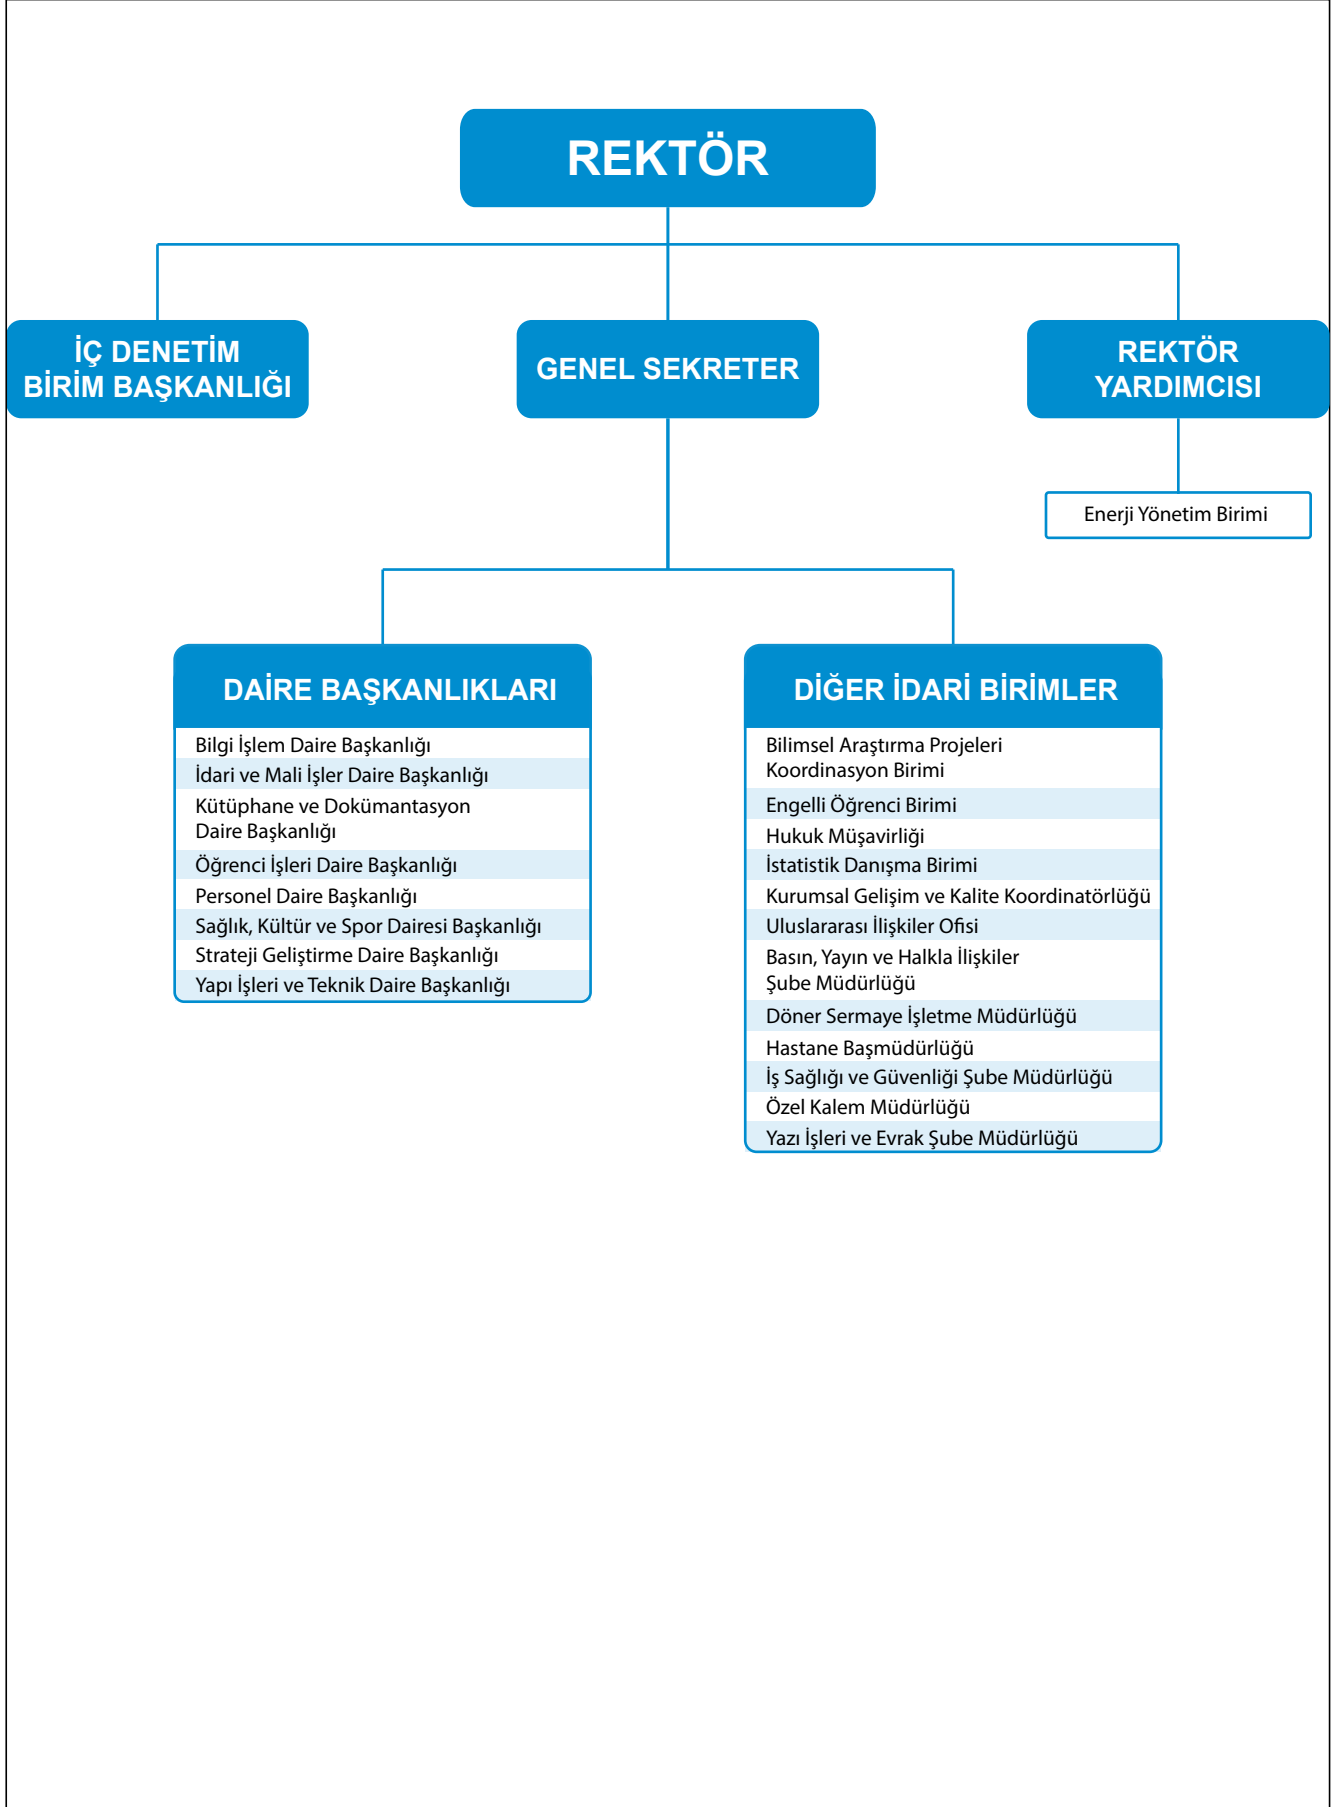 REKTÖR
İÇ DENETİM
BİRİM BAŞKANLIĞI
GENEL SEKRETER
REKTÖR
YARDIMCISI
Enerji Yönetim Birimi
DAİRE BAŞKANLIKLARI
Bilgi İşlem Daire Başkanlığı
İdari ve Mali İşler Daire Başkanlığı
Kütüphane ve Dokümantasyon
Daire Başkanlığı
Öğrenci İşleri Daire Başkanlığı
Personel Daire Başkanlığı
Sağlık, Kültür ve Spor Dairesi Başkanlığı
Strateji Geliştirme Daire Başkanlığı
Yapı İşleri ve Teknik Daire Başkanlığı
DİĞER İDARİ BİRİMLER
Bilimsel Araştırma Projeleri
Koordinasyon Birimi
Engelli Öğrenci Birimi
Hukuk Müşavirliği
İstatistik Danışma Birimi
Kurumsal Gelişim ve Kalite Koordinatörlüğü
Uluslararası İlişkiler Ofisi
Basın, Yayın ve Halkla İlişkiler
Şube Müdürlüğü
Döner Sermaye İşletme Müdürlüğü
Hastane Başmüdürlüğü
İş Sağlığı ve Güvenliği Şube Müdürlüğü
Özel Kalem Müdürlüğü
Yazı İşleri ve Evrak Şube Müdürlüğü